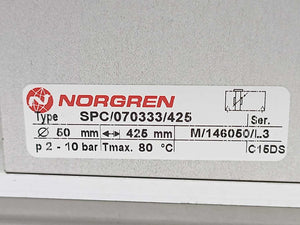 NORGREN
Type SPC/070333/425 Ser.
Ø 50 mm ↔ 425 mm M/146050/L3
p 2 - 10 bar Tmax. 80 °C C15DS